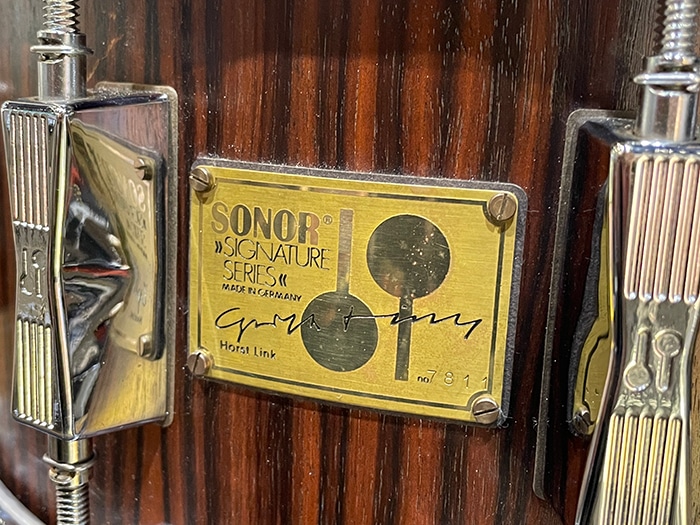 SONOR®
»SIGNATURE
SERIES«
MADE IN GERMANY
Horst Link
no 7811